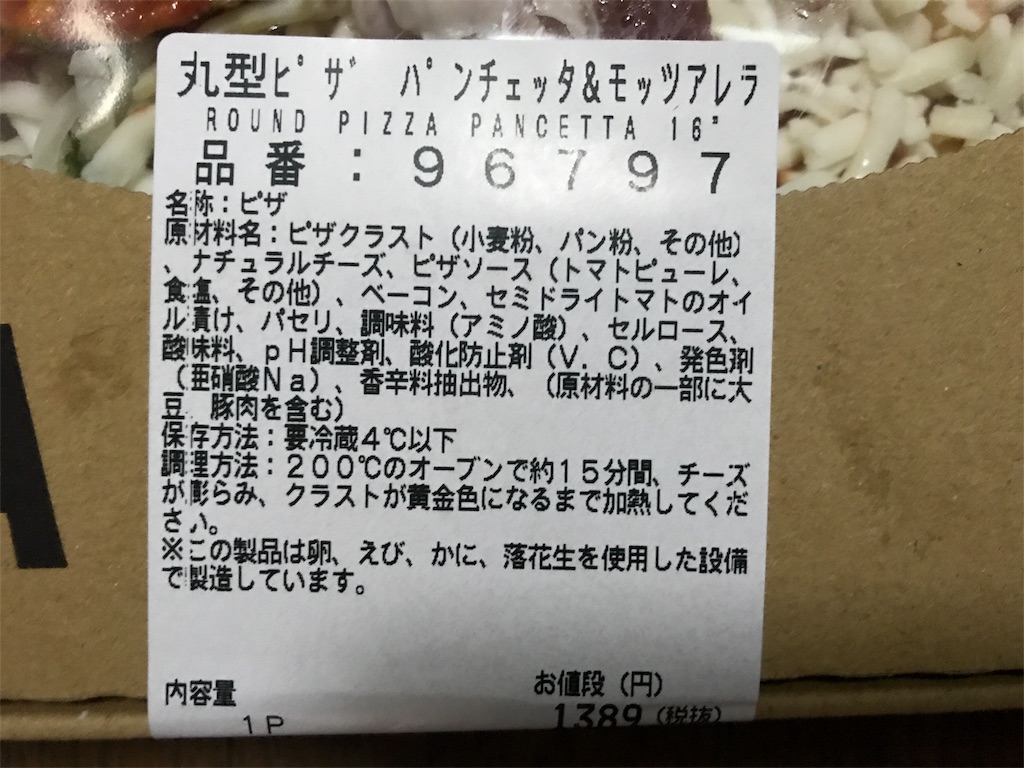 丸型ピザ パンチェッタ&モッツアレラ
ROUND PIZZA PANCETTA 16"
品番:96797
名称:ピザ
原材料名:ピザクラスト(小麦粉、パン粉、その他)
、ナチュラルチーズ、ピザソース(トマトピューレ、
食塩、その他)、ベーコン、セミドライトマトのオイ
ル漬け、パセリ、調味料(アミノ酸)、セルロース、
酸味料、pH調整剤、酸化防止剤(V.C)、発色剤
(亜硝酸Na)、香辛料抽出物、(原材料の一部に大
豆、豚肉を含む)
保存方法:要冷蔵4℃以下
調理方法:200℃のオーブンで約15分間、チーズ
が膨らみ、クラストが黄金色になるまで加熱してくだ
さい。
※この製品は卵、えび、かに、落花生を使用した設備
で製造しています。
内容量 お値段(円)
1P 1389(税抜)
A